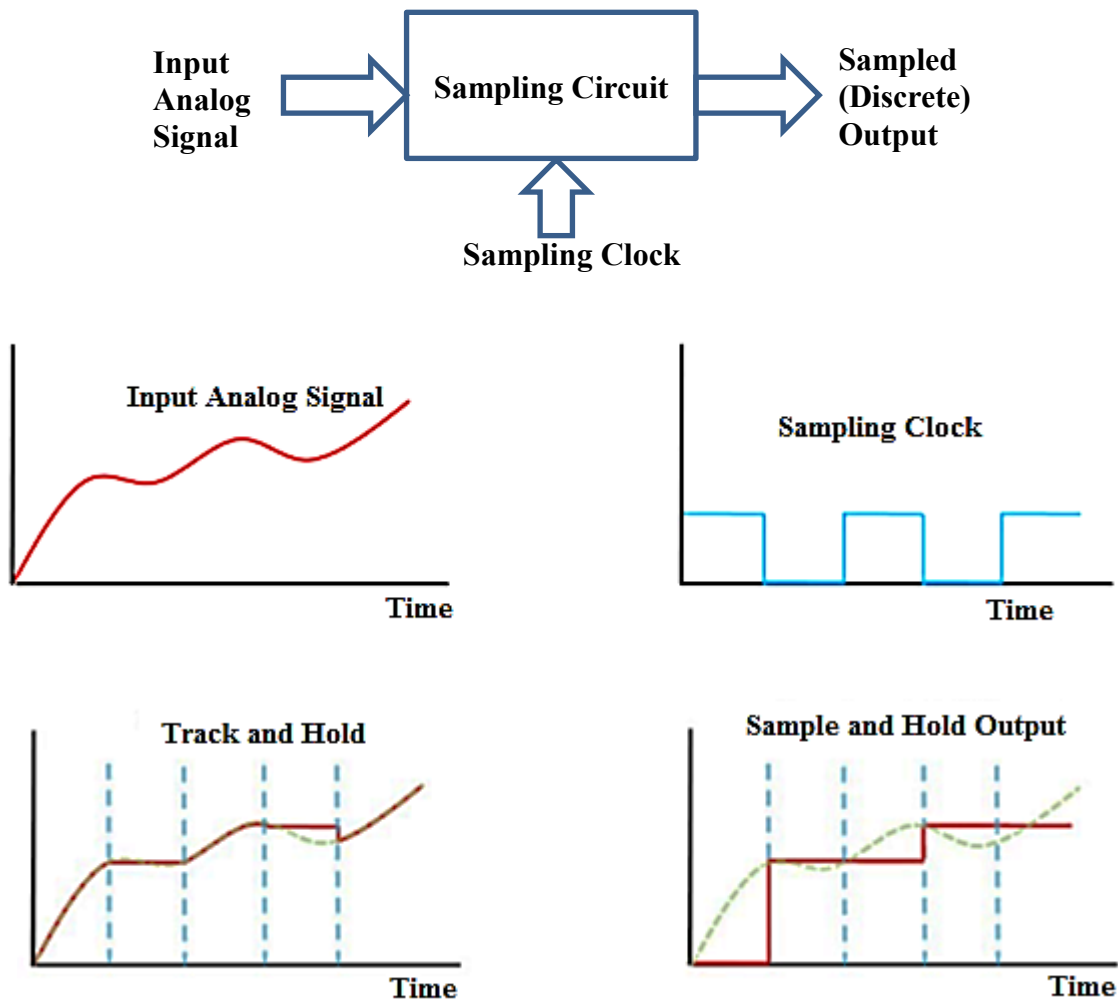 Input
Analog
Signal
Sampling Circuit
Sampled
(Discrete)
Output
Sampling Clock
Input Analog Signal
Time
Sampling Clock
Time
Track and Hold
Time
Sample and Hold Output
Time